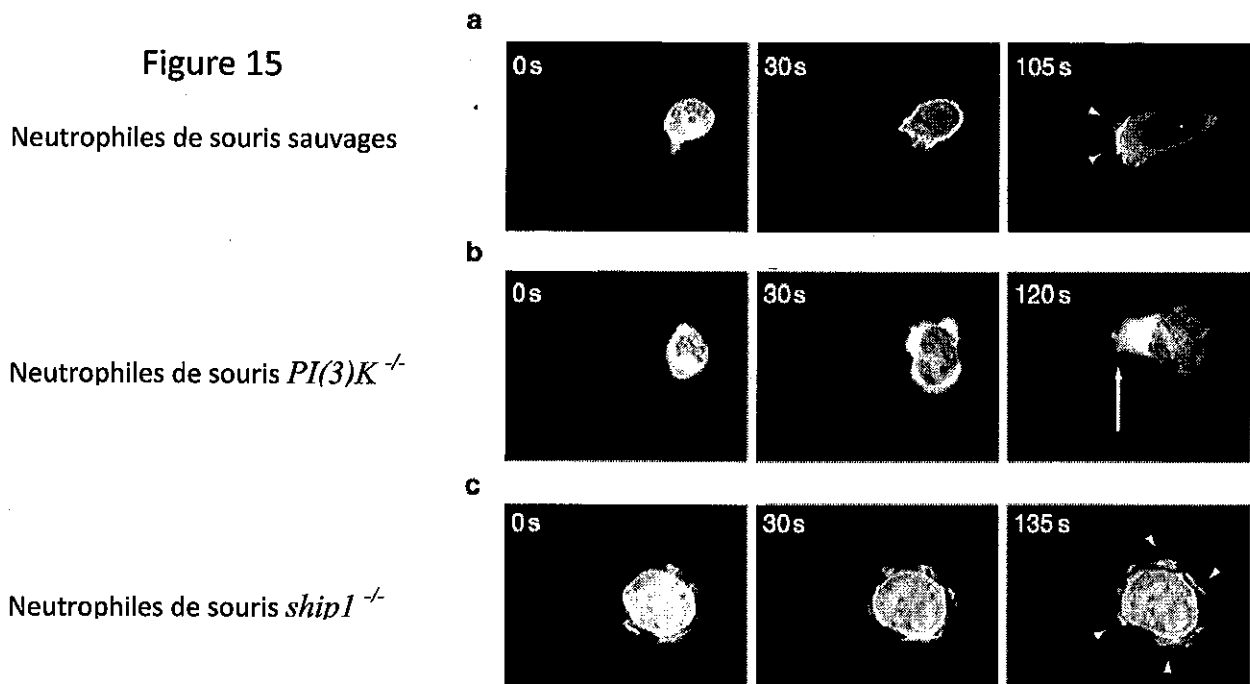 Figure 15
a
0s
30s
105s
Neutrophiles de souris sauvages
b
0s
30s
120s
Neutrophiles de souris PI(3)K -/-
c
0s
30s
135s
Neutrophiles de souris ship1 -/-